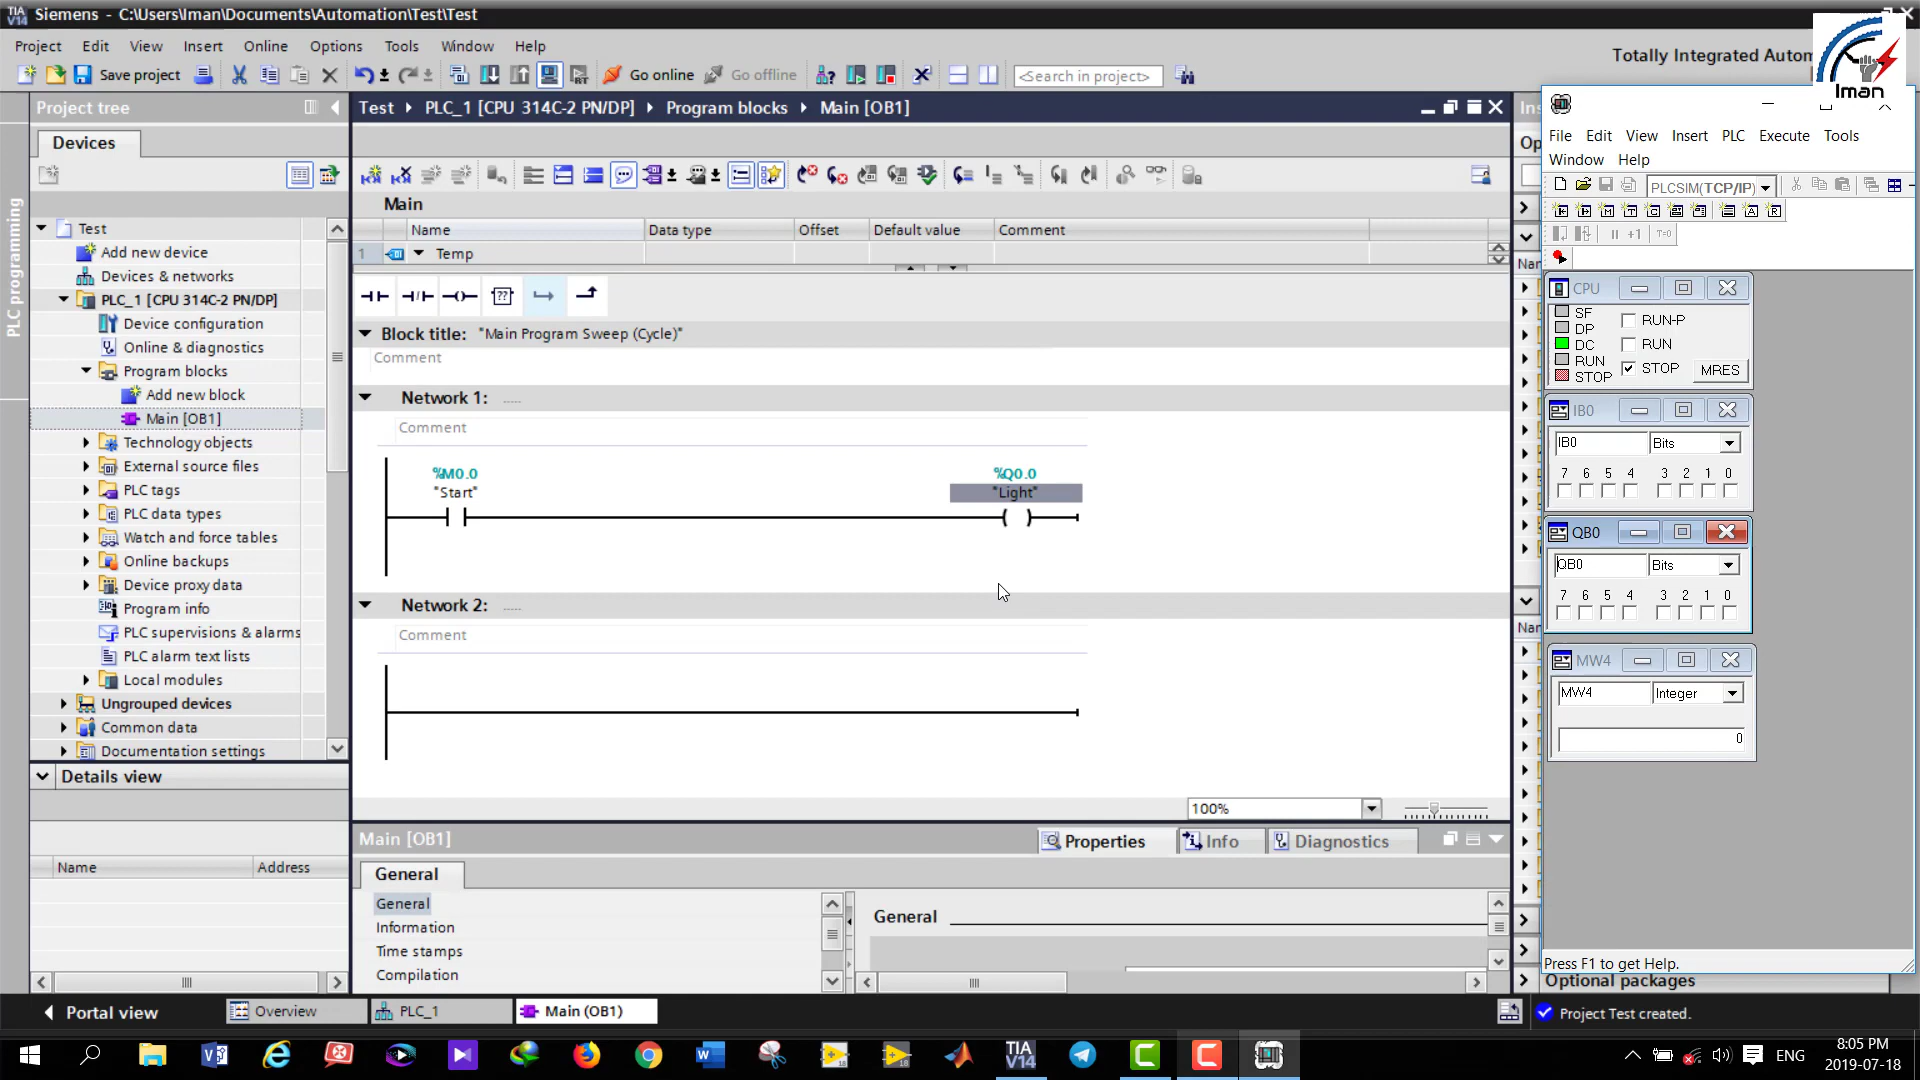 TIA V14 Siemens - C:\Users\Iman\Documents\Automation\Test\Test
Project Edit View Insert Online Options Tools Window Help
Save project Go online Go offline <Search in project>
Totally Integrated Autom
Iman
Project tree
Test PLC_1 [CPU 314C-2 PN/DP] Program blocks Main [OB1]
Devices
PLC programming
Main
Name Data type Offset Default value Comment
1 Temp
??
Block title: "Main Program Sweep (Cycle)"
Comment
Network 1: .....
Comment
%M0.0
"Start"
%Q0.0
"Light"
Network 2: .....
Comment
100%
Test
Add new device
Devices & networks
PLC_1 [CPU 314C-2 PN/DP]
Device configuration
Online & diagnostics
Program blocks
Add new block
Main [OB1]
Technology objects
External source files
PLC tags
PLC data types
Watch and force tables
Online backups
Device proxy data
Program info
PLC supervisions & alarms
PLC alarm text lists
Local modules
Ungrouped devices
Common data
Documentation settings
Details view
Name Address
Main [OB1]
Properties Info Diagnostics
General
General
Information
Time stamps
Compilation
General
Ins
Op
Nan
Nan
File Edit View Insert PLC Execute Tools
Window Help
PLCSIM(TCP/IP)
+1 T=0
CPU
SF
DP
DC
RUN
STOP
RUN-P
RUN
STOP
MRES
IB0
IB0 Bits
7 6 5 4 3 2 1 0
QB0
QB0 Bits
7 6 5 4 3 2 1 0
MW4
MW4 Integer
0
Press F1 to get Help.
Optional packages
Portal view Overview PLC_1 Main (OB1)
Project Test created.
TIA V14
ENG
8:05 PM
2019-07-18